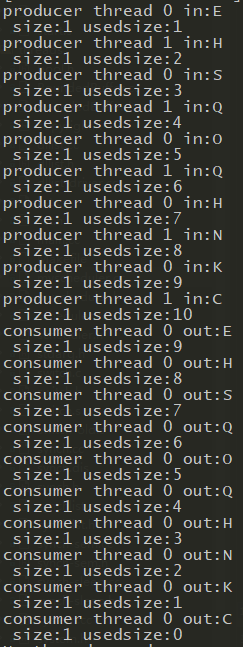 producer thread 0 in:E
size:1 usedsize:1
producer thread 1 in:H
size:1 usedsize:2
producer thread 0 in:S
size:1 usedsize:3
producer thread 1 in:Q
size:1 usedsize:4
producer thread 0 in:O
size:1 usedsize:5
producer thread 1 in:Q
size:1 usedsize:6
producer thread 0 in:H
size:1 usedsize:7
producer thread 1 in:N
size:1 usedsize:8
producer thread 0 in:K
size:1 usedsize:9
producer thread 1 in:C
size:1 usedsize:10
consumer thread 0 out:E
size:1 usedsize:9
consumer thread 0 out:H
size:1 usedsize:8
consumer thread 0 out:S
size:1 usedsize:7
consumer thread 0 out:Q
size:1 usedsize:6
consumer thread 0 out:O
size:1 usedsize:5
consumer thread 0 out:Q
size:1 usedsize:4
consumer thread 0 out:H
size:1 usedsize:3
consumer thread 0 out:N
size:1 usedsize:2
consumer thread 0 out:K
size:1 usedsize:1
consumer thread 0 out:C
size:1 usedsize:0